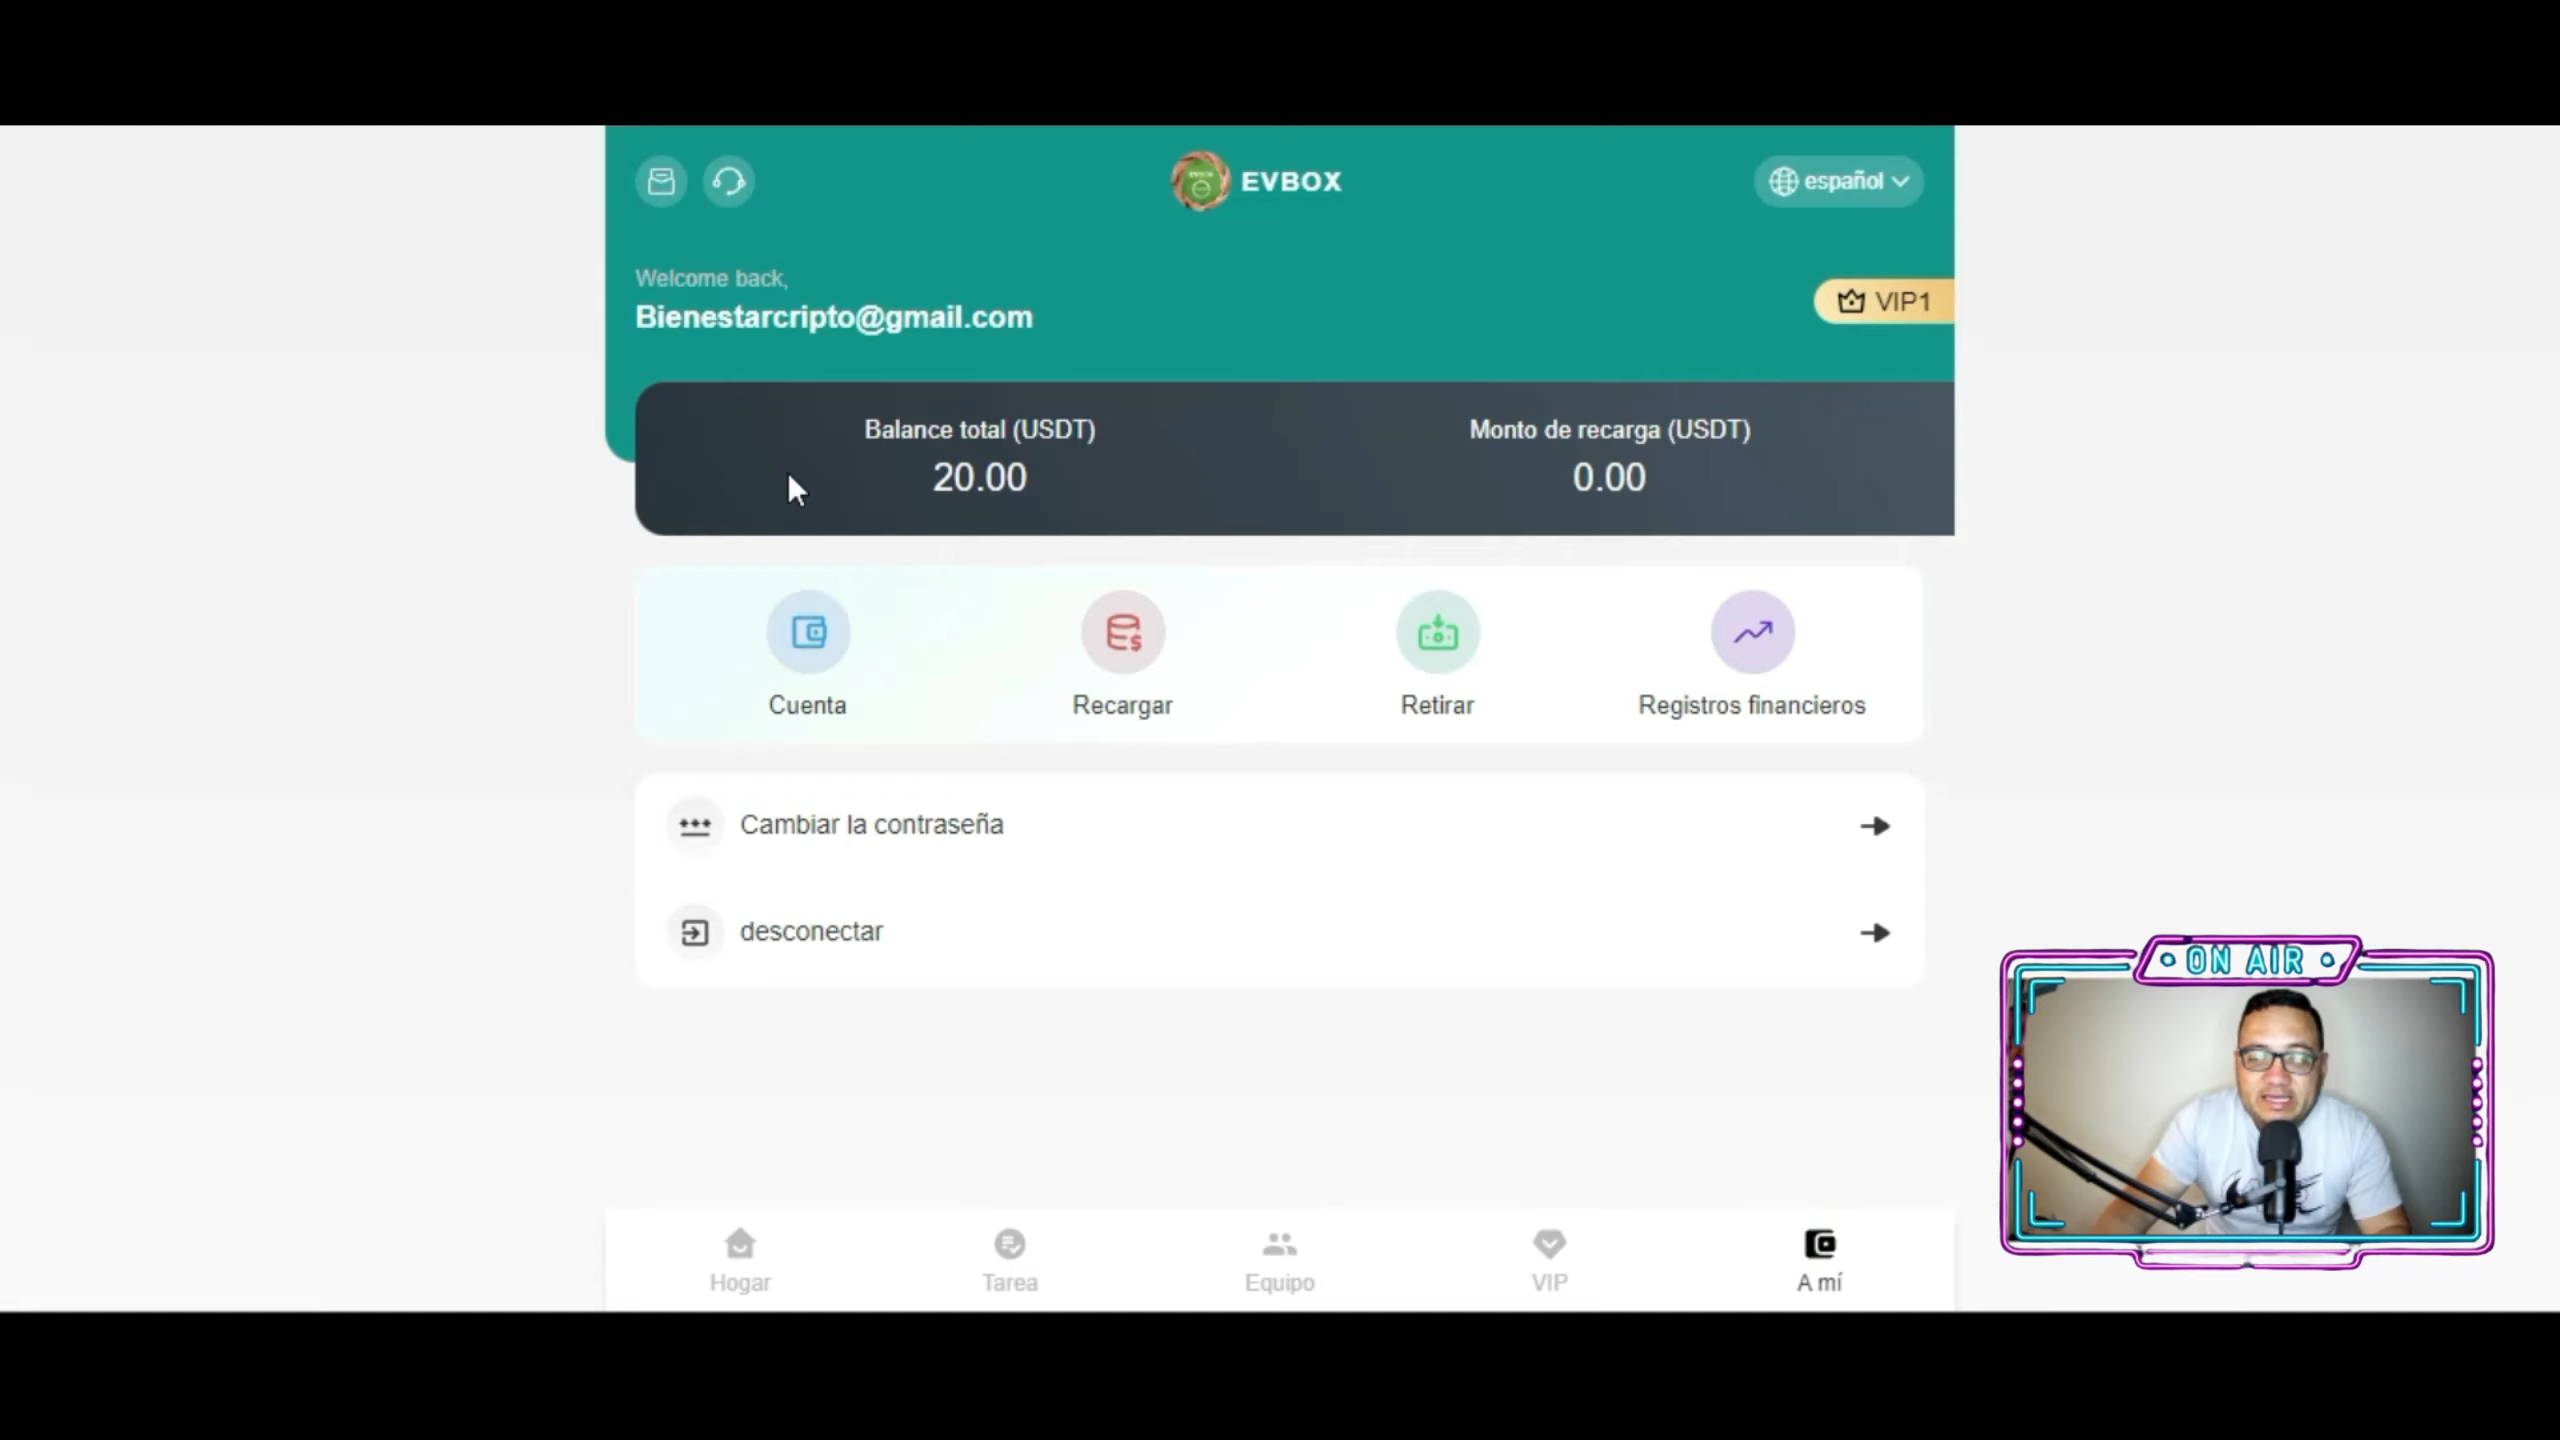 EVBOX
español
Welcome back,
Bienestarcripto@gmail.com
VIP1
Balance total (USDT)
Monto de recarga (USDT)
20.00
0.00
Cuenta
Recargar
Retirar
Registros financieros
Cambiar la contraseña
desconectar
ON AIR
Hogar
Tarea
Equipo
VIP
A mí